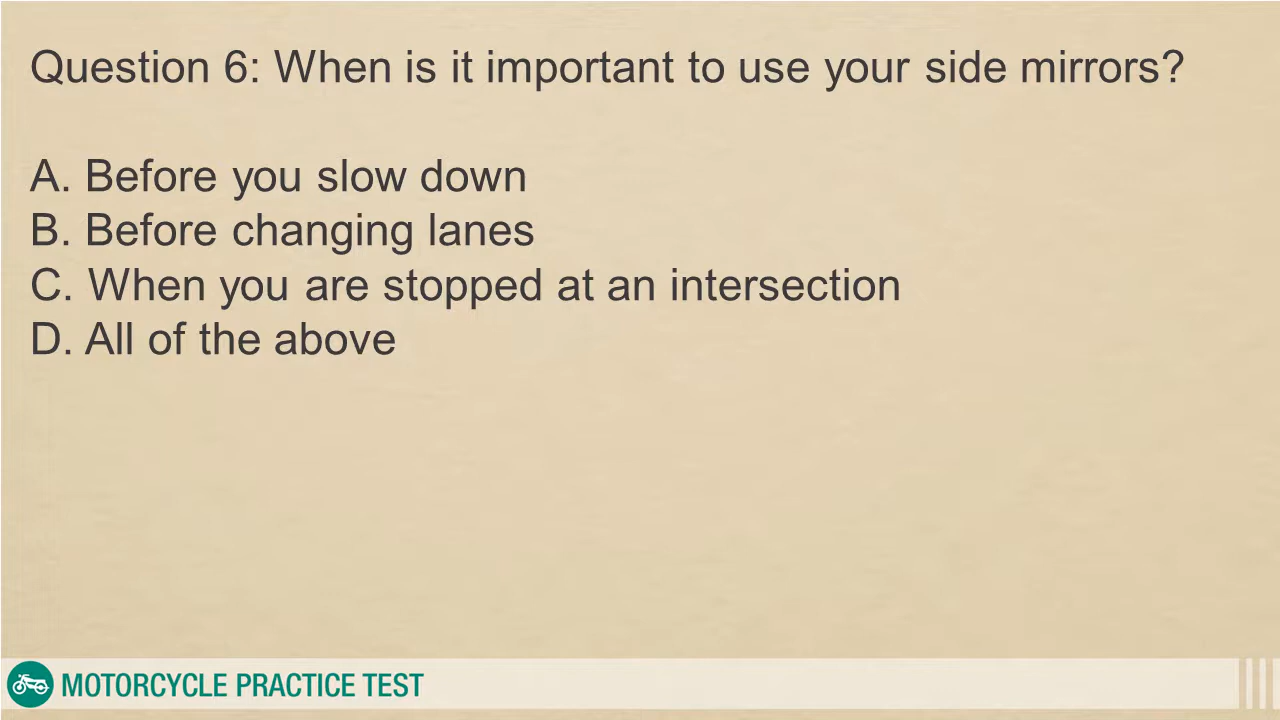 Question 6: When is it important to use your side mirrors?
A. Before you slow down
B. Before changing lanes
C. When you are stopped at an intersection
D. All of the above
MOTORCYCLE PRACTICE TEST